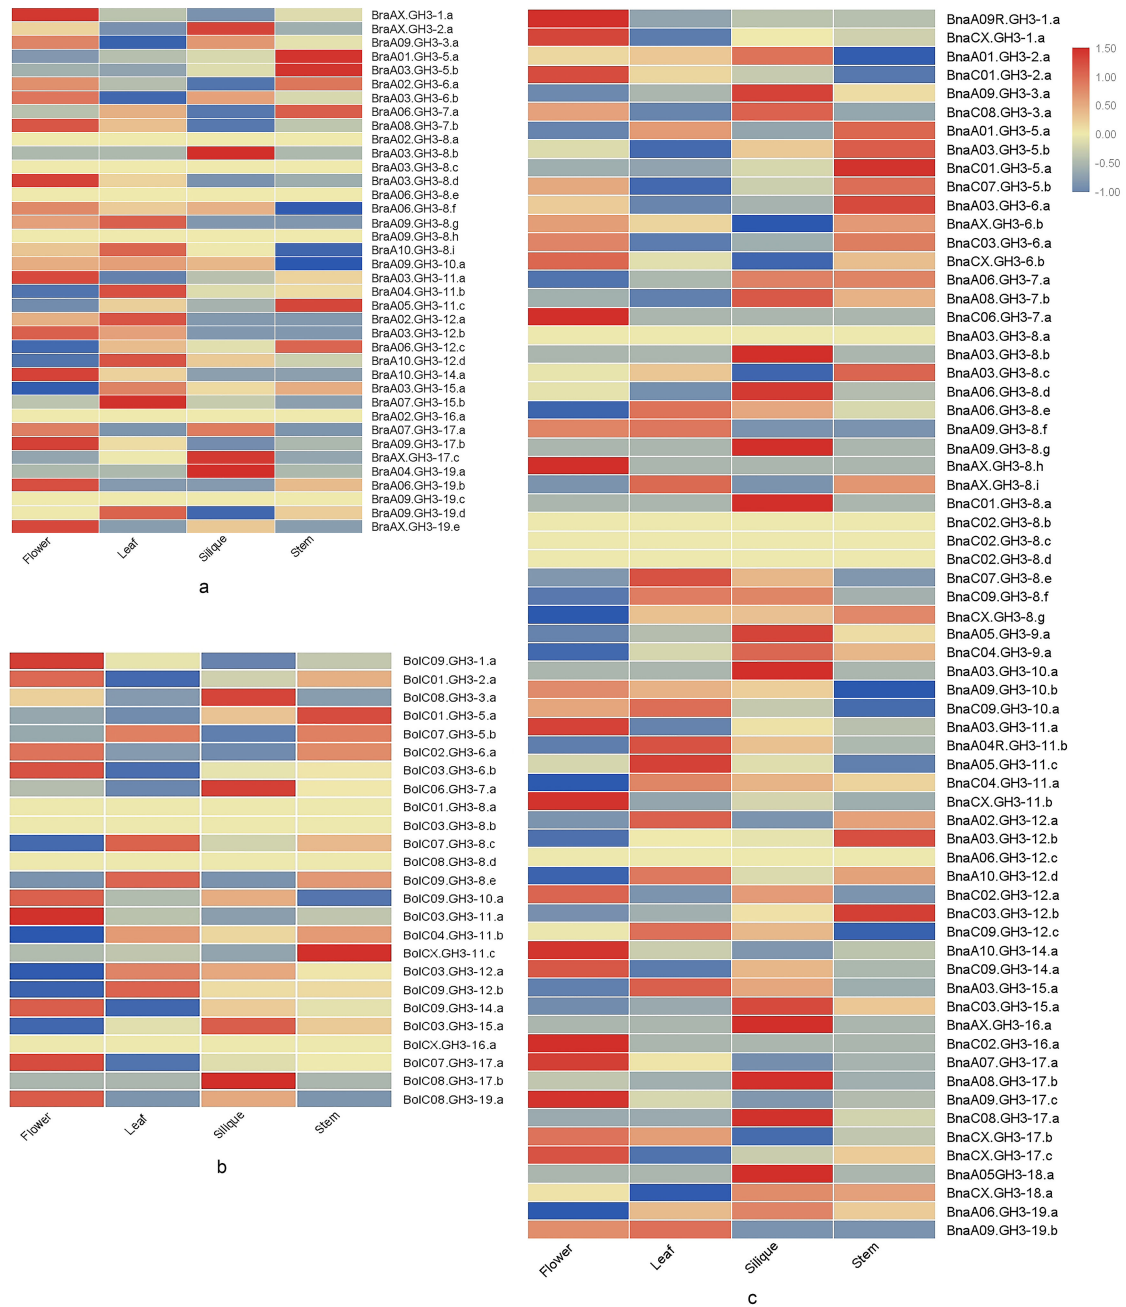 BraAX.GH3-1.a
BraAX.GH3-2.a
BraA09.GH3-3.a
BraA01.GH3-5.a
BraA03.GH3-5.b
BraA02.GH3-6.a
BraA03.GH3-6.b
BraA06.GH3-7.a
BraA08.GH3-7.b
BraA02.GH3-8.a
BraA03.GH3-8.b
BraA03.GH3-8.c
BraA03.GH3-8.d
BraA06.GH3-8.e
BraA06.GH3-8.f
BraA09.GH3-8.g
BraA09.GH3-8.h
BraA10.GH3-8.i
BraA09.GH3-10.a
BraA03.GH3-11.a
BraA04.GH3-11.b
BraA05.GH3-11.c
BraA02.GH3-12.a
BraA03.GH3-12.b
BraA06.GH3-12.c
BraA10.GH3-12.d
BraA10.GH3-14.a
BraA03.GH3-15.a
BraA07.GH3-15.b
BraA02.GH3-16.a
BraA07.GH3-17.a
BraA09.GH3-17.b
BraAX.GH3-17.c
BraA04.GH3-19.a
BraA06.GH3-19.b
BraA09.GH3-19.c
BraA09.GH3-19.d
BraAX.GH3-19.e
Flower Leaf Silique Stem
a
BolC09.GH3-1.a
BolC01.GH3-2.a
BolC08.GH3-3.a
BolC01.GH3-5.a
BolC07.GH3-5.b
BolC02.GH3-6.a
BolC03.GH3-6.b
BolC06.GH3-7.a
BolC01.GH3-8.a
BolC03.GH3-8.b
BolC07.GH3-8.c
BolC08.GH3-8.d
BolC09.GH3-8.e
BolC09.GH3-10.a
BolC03.GH3-11.a
BolC04.GH3-11.b
BolCX.GH3-11.c
BolC03.GH3-12.a
BolC09.GH3-12.b
BolC09.GH3-14.a
BolC03.GH3-15.a
BolCX.GH3-16.a
BolC07.GH3-17.a
BolC08.GH3-17.b
BolC08.GH3-19.a
Flower Leaf Silique Stem
b
BnaA09R.GH3-1.a
BnaCX.GH3-1.a
BnaA01.GH3-2.a
BnaC01.GH3-2.a
BnaA09.GH3-3.a
BnaC08.GH3-3.a
BnaA01.GH3-5.a
BnaA03.GH3-5.b
BnaC01.GH3-5.a
BnaC07.GH3-5.b
BnaA03.GH3-6.a
BnaAX.GH3-6.b
BnaC03.GH3-6.a
BnaCX.GH3-6.b
BnaA06.GH3-7.a
BnaA08.GH3-7.b
BnaC06.GH3-7.a
BnaA03.GH3-8.a
BnaA03.GH3-8.b
BnaA03.GH3-8.c
BnaA06.GH3-8.d
BnaA06.GH3-8.e
BnaA09.GH3-8.f
BnaA09.GH3-8.g
BnaAX.GH3-8.h
BnaAX.GH3-8.i
BnaC01.GH3-8.a
BnaC02.GH3-8.b
BnaC02.GH3-8.c
BnaC02.GH3-8.d
BnaC07.GH3-8.e
BnaC09.GH3-8.f
BnaCX.GH3-8.g
BnaA05.GH3-9.a
BnaC04.GH3-9.a
BnaA03.GH3-10.a
BnaA09.GH3-10.b
BnaC09.GH3-10.a
BnaA03.GH3-11.a
BnaA04R.GH3-11.b
BnaA05.GH3-11.c
BnaC04.GH3-11.a
BnaCX.GH3-11.b
BnaA02.GH3-12.a
BnaA03.GH3-12.b
BnaA06.GH3-12.c
BnaA10.GH3-12.d
BnaC02.GH3-12.a
BnaC03.GH3-12.b
BnaC09.GH3-12.c
BnaA10.GH3-14.a
BnaC09.GH3-14.a
BnaA03.GH3-15.a
BnaC03.GH3-15.a
BnaAX.GH3-16.a
BnaC02.GH3-16.a
BnaA07.GH3-17.a
BnaA08.GH3-17.b
BnaA09.GH3-17.c
BnaC08.GH3-17.a
BnaCX.GH3-17.b
BnaCX.GH3-17.c
BnaA05GH3-18.a
BnaCX.GH3-18.a
BnaA06.GH3-19.a
BnaA09.GH3-19.b
Flower Leaf Silique Stem
c
1.50
1.00
0.50
0.00
-0.50
-1.00